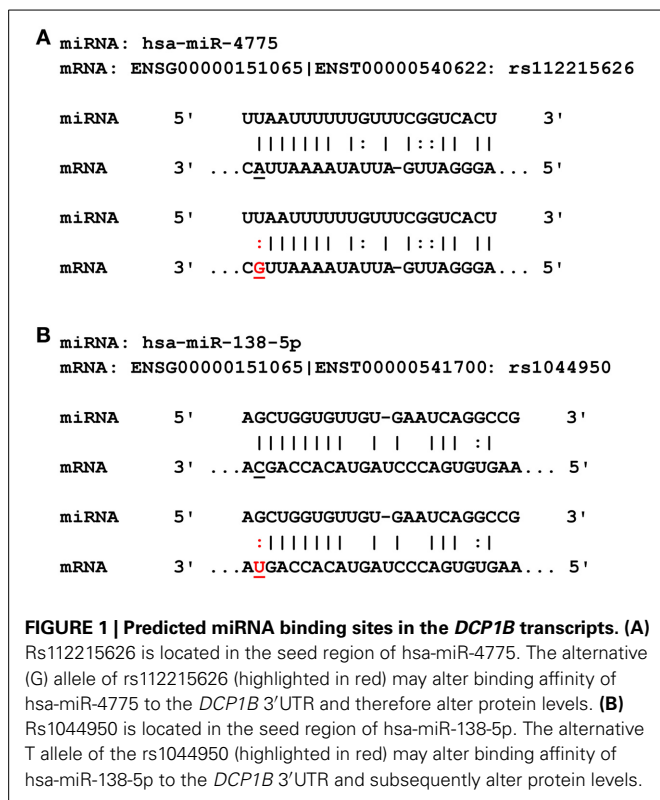 A miRNA: hsa-miR-4775
mRNA: ENSG00000151065|ENST00000540622: rs112215626
miRNA 5' UUAAUUUUUUGUUUCGGUCACU 3'
||||||| |: | |::|| ||
mRNA 3' ...CAUUAAAAUAUUA-GUUAGGGA... 5'
miRNA 5' UUAAUUUUUUGUUUCGGUCACU 3'
:|||||| |: | |::|| ||
mRNA 3' ...CGUUAAAAUAUUA-GUUAGGGA... 5'
B miRNA: hsa-miR-138-5p
mRNA: ENSG00000151065|ENST00000541700: rs1044950
miRNA 5' AGCUGGUGUUGU-GAAUCAGGCCG 3'
|||||||| | | ||| :|
mRNA 3' ...ACGACCACAUGAUCCCAGUGUGAA... 5'
miRNA 5' AGCUGGUGUUGU-GAAUCAGGCCG 3'
:||||||| | | ||| :|
mRNA 3' ...AUGACCACAUGAUCCCAGUGUGAA... 5'
FIGURE 1 | Predicted miRNA binding sites in the DCP1B transcripts. (A)
Rs112215626 is located in the seed region of hsa-miR-4775. The alternative
(G) allele of rs112215626 (highlighted in red) may alter binding affinity of
hsa-miR-4775 to the DCP1B 3′UTR and therefore alter protein levels. (B)
Rs1044950 is located in the seed region of hsa-miR-138-5p. The alternative
T allele of the rs1044950 (highlighted in red) may alter binding affinity of
hsa-miR-138-5p to the DCP1B 3′UTR and subsequently alter protein levels.